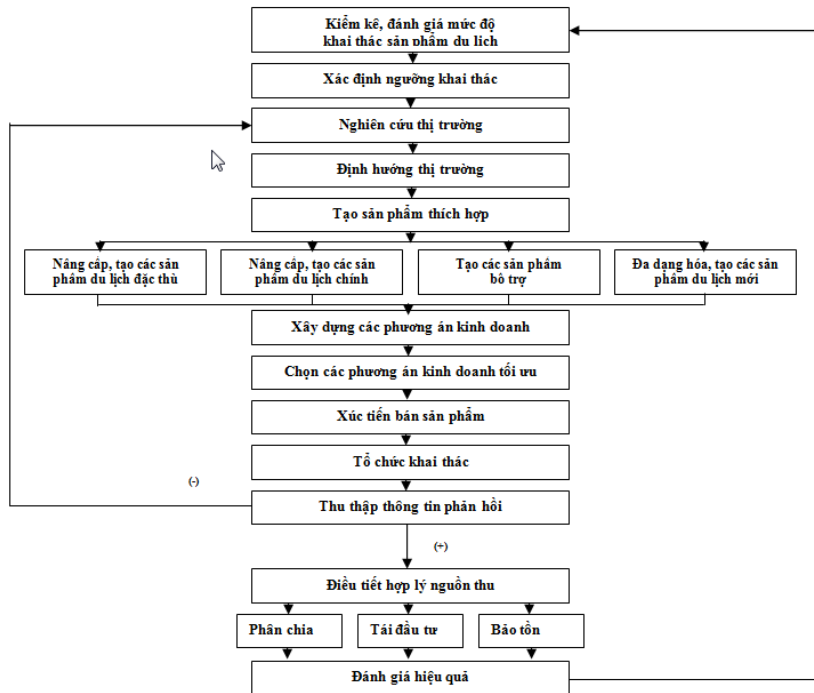 Kiểm kê, đánh giá mức độ
khai thác sản phẩm du lịch
Xác định ngưỡng khai thác
Nghiên cứu thị trường
Định hướng thị trường
Tạo sản phẩm thích hợp
Nâng cấp, tạo các sản
phẩm du lịch đặc thù
Nâng cấp, tạo các sản
phẩm du lịch chính
Tạo các sản phẩm
bổ trợ
Đa dạng hóa, tạo các sản
phẩm du lịch mới
Xây dựng các phương án kinh doanh
Chọn các phương án kinh doanh tối ưu
Xúc tiến bán sản phẩm
Tổ chức khai thác
(-)
Thu thập thông tin phản hồi
(+)
Điều tiết hợp lý nguồn thu
Phân chia
Tái đầu tư
Bảo tồn
Đánh giá hiệu quả